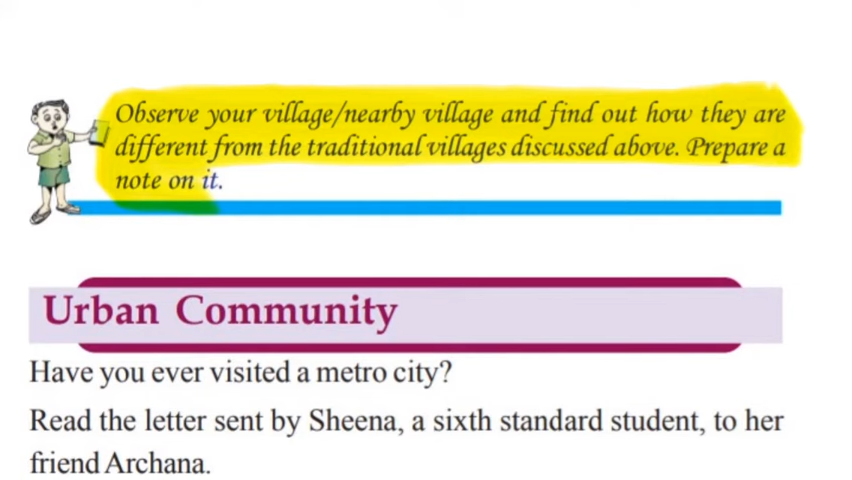 Observe your village/nearby village and find out how they are
different from the traditional villages discussed above. Prepare a
note on it.
Urban Community
Have you ever visited a metro city?
Read the letter sent by Sheena, a sixth standard student, to her
friend Archana.